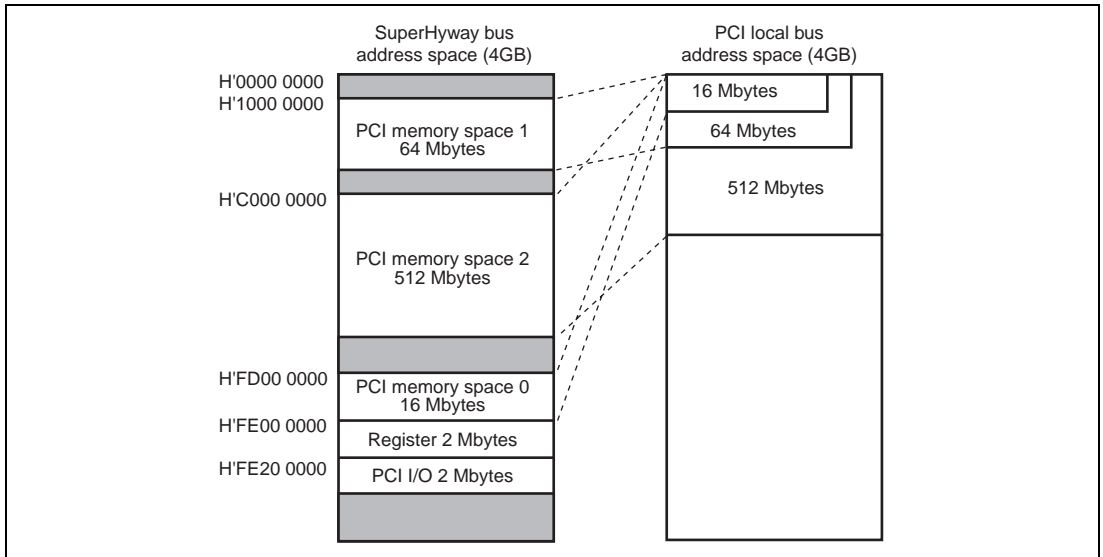 SuperHyway bus
address space (4GB)
PCI local bus
address space (4GB)
H'0000 0000
H'1000 0000
PCI memory space 1
64 Mbytes
H'C000 0000
PCI memory space 2
512 Mbytes
H'FD00 0000
PCI memory space 0
16 Mbytes
H'FE00 0000
Register 2 Mbytes
H'FE20 0000
PCI I/O 2 Mbytes
16 Mbytes
64 Mbytes
512 Mbytes